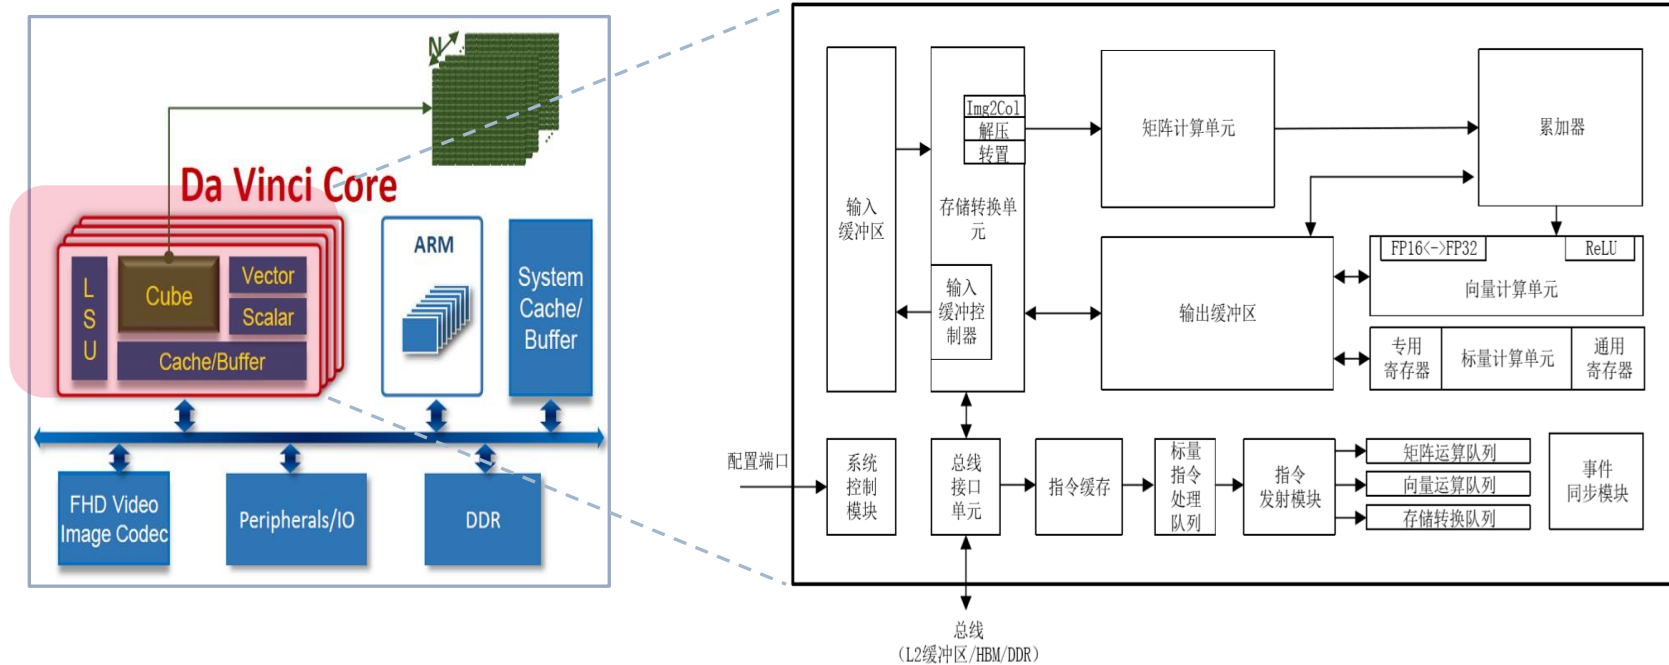 N
Da Vinci Core
L
S
U
Cube
Vector
Scalar
Cache/Buffer
ARM
System
Cache/
Buffer
FHD Video
Image Codec
Peripherals/IO
DDR
输入
缓冲区
Img2Col
解压
转置
存储转换单
元
输入
缓冲控
制器
矩阵计算单元
累加器
输出缓冲区
FP16<->FP32
ReLU
向量计算单元
专用
寄存器
标量计算单元
通用
寄存器
配置端口
系统
控制
模块
总线
接口
单元
指令缓存
标量
指令
处理
队列
指令
发射模块
矩阵运算队列
向量运算队列
存储转换队列
事件
同步模块
总线
（L2缓冲区/HBM/DDR）